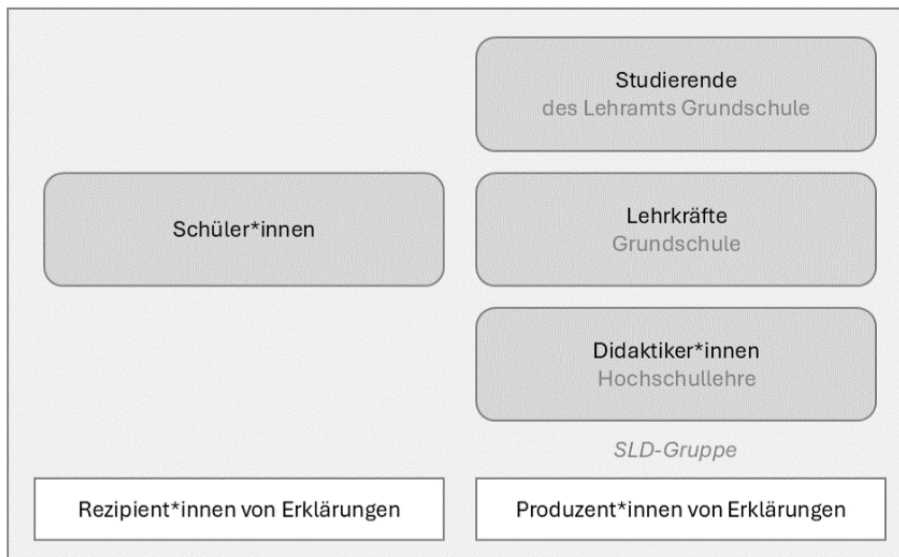 Studierende
des Lehramts Grundschule
Schüler*innen
Lehrkräfte
Grundschule
Didaktiker*innen
Hochschullehre
SLD-Gruppe
Rezipient*innen von Erklärungen
Produzent*innen von Erklärungen